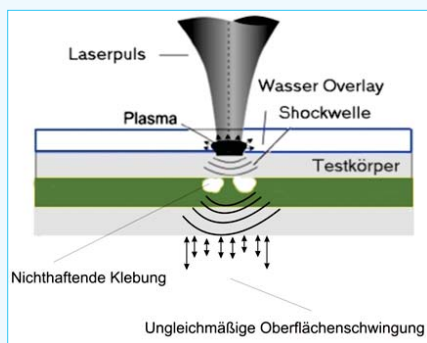 Laserpuls
Wasser Overlay
Plasma
Shockwelle
Testkörper
Nichthaftende Klebung
Ungleichmäßige Oberflächenschwingung